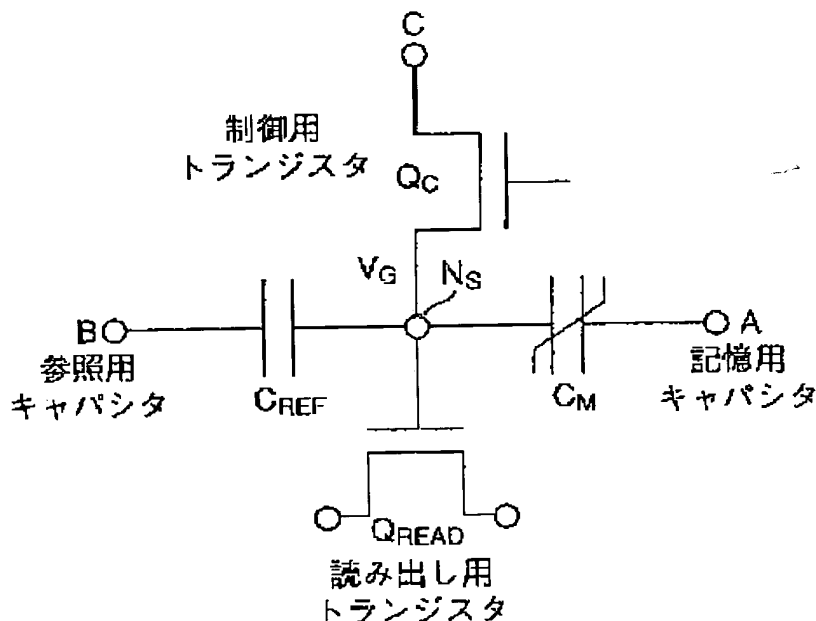 C
制御用
トランジスタ
QC
VG
NS
B
参照用
キャパシタ
CREF
CM
A
記憶用
キャパシタ
QREAD
読み出し用
トランジスタ